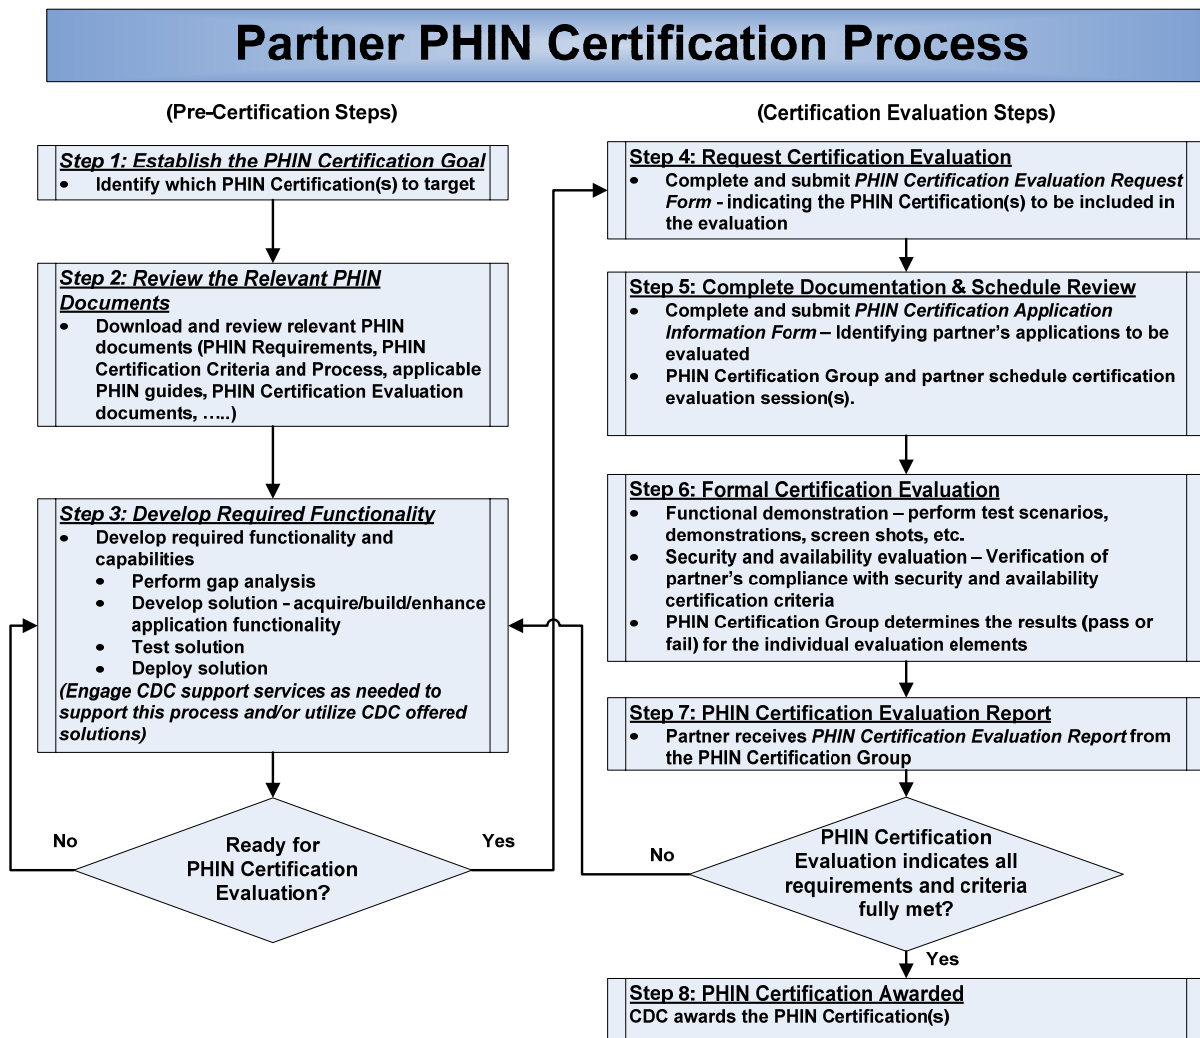 Partner PHIN Certification Process
(Pre-Certification Steps)
Step 1: Establish the PHIN Certification Goal
• Identify which PHIN Certification(s) to target
Step 2: Review the Relevant PHIN
Documents
• Download and review relevant PHIN
documents (PHIN Requirements, PHIN
Certification Criteria and Process, applicable
PHIN guides, PHIN Certification Evaluation
documents, …..)
Step 3: Develop Required Functionality
• Develop required functionality and
capabilities
• Perform gap analysis
• Develop solution - acquire/build/enhance
application functionality
• Test solution
• Deploy solution
(Engage CDC support services as needed to
support this process and/or utilize CDC offered
solutions)
No
Ready for
PHIN Certification
Evaluation?
Yes
(Certification Evaluation Steps)
Step 4: Request Certification Evaluation
• Complete and submit PHIN Certification Evaluation Request
Form - indicating the PHIN Certification(s) to be included in
the evaluation
Step 5: Complete Documentation & Schedule Review
• Complete and submit PHIN Certification Application
Information Form – Identifying partner's applications to be
evaluated
• PHIN Certification Group and partner schedule certification
evaluation session(s).
Step 6: Formal Certification Evaluation
• Functional demonstration – perform test scenarios,
demonstrations, screen shots, etc.
• Security and availability evaluation – Verification of
partner's compliance with security and availability
certification criteria
• PHIN Certification Group determines the results (pass or
fail) for the individual evaluation elements
Step 7: PHIN Certification Evaluation Report
• Partner receives PHIN Certification Evaluation Report from
the PHIN Certification Group
No
PHIN Certification
Evaluation indicates all
requirements and criteria
fully met?
Yes
Step 8: PHIN Certification Awarded
CDC awards the PHIN Certification(s)